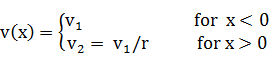 v(x) = { v₁ for x < 0
v₂ = v₁/r for x > 0